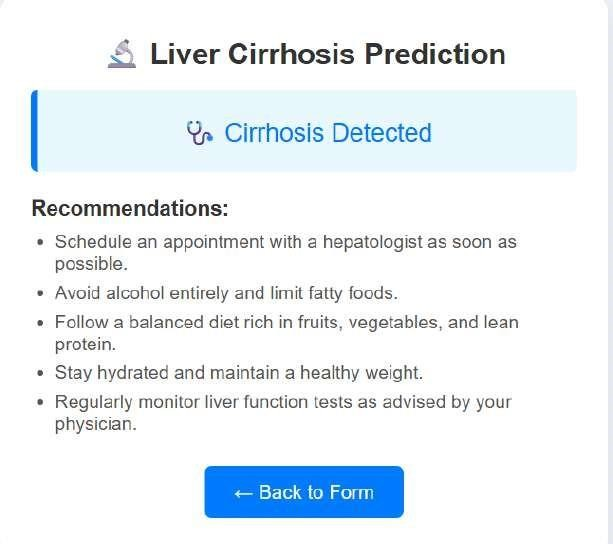 Liver Cirrhosis Prediction
Cirrhosis Detected
Recommendations:
• Schedule an appointment with a hepatologist as soon as
possible.
• Avoid alcohol entirely and limit fatty foods.
• Follow a balanced diet rich in fruits, vegetables, and lean
protein.
• Stay hydrated and maintain a healthy weight.
• Regularly monitor liver function tests as advised by your
physician.
← Back to Form